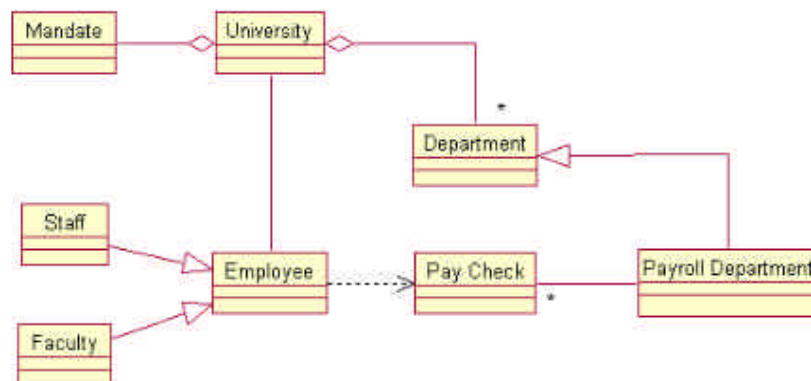 Mandate
University
*
Department
Staff
Employee
Pay Check
Payroll Department
*
Faculty